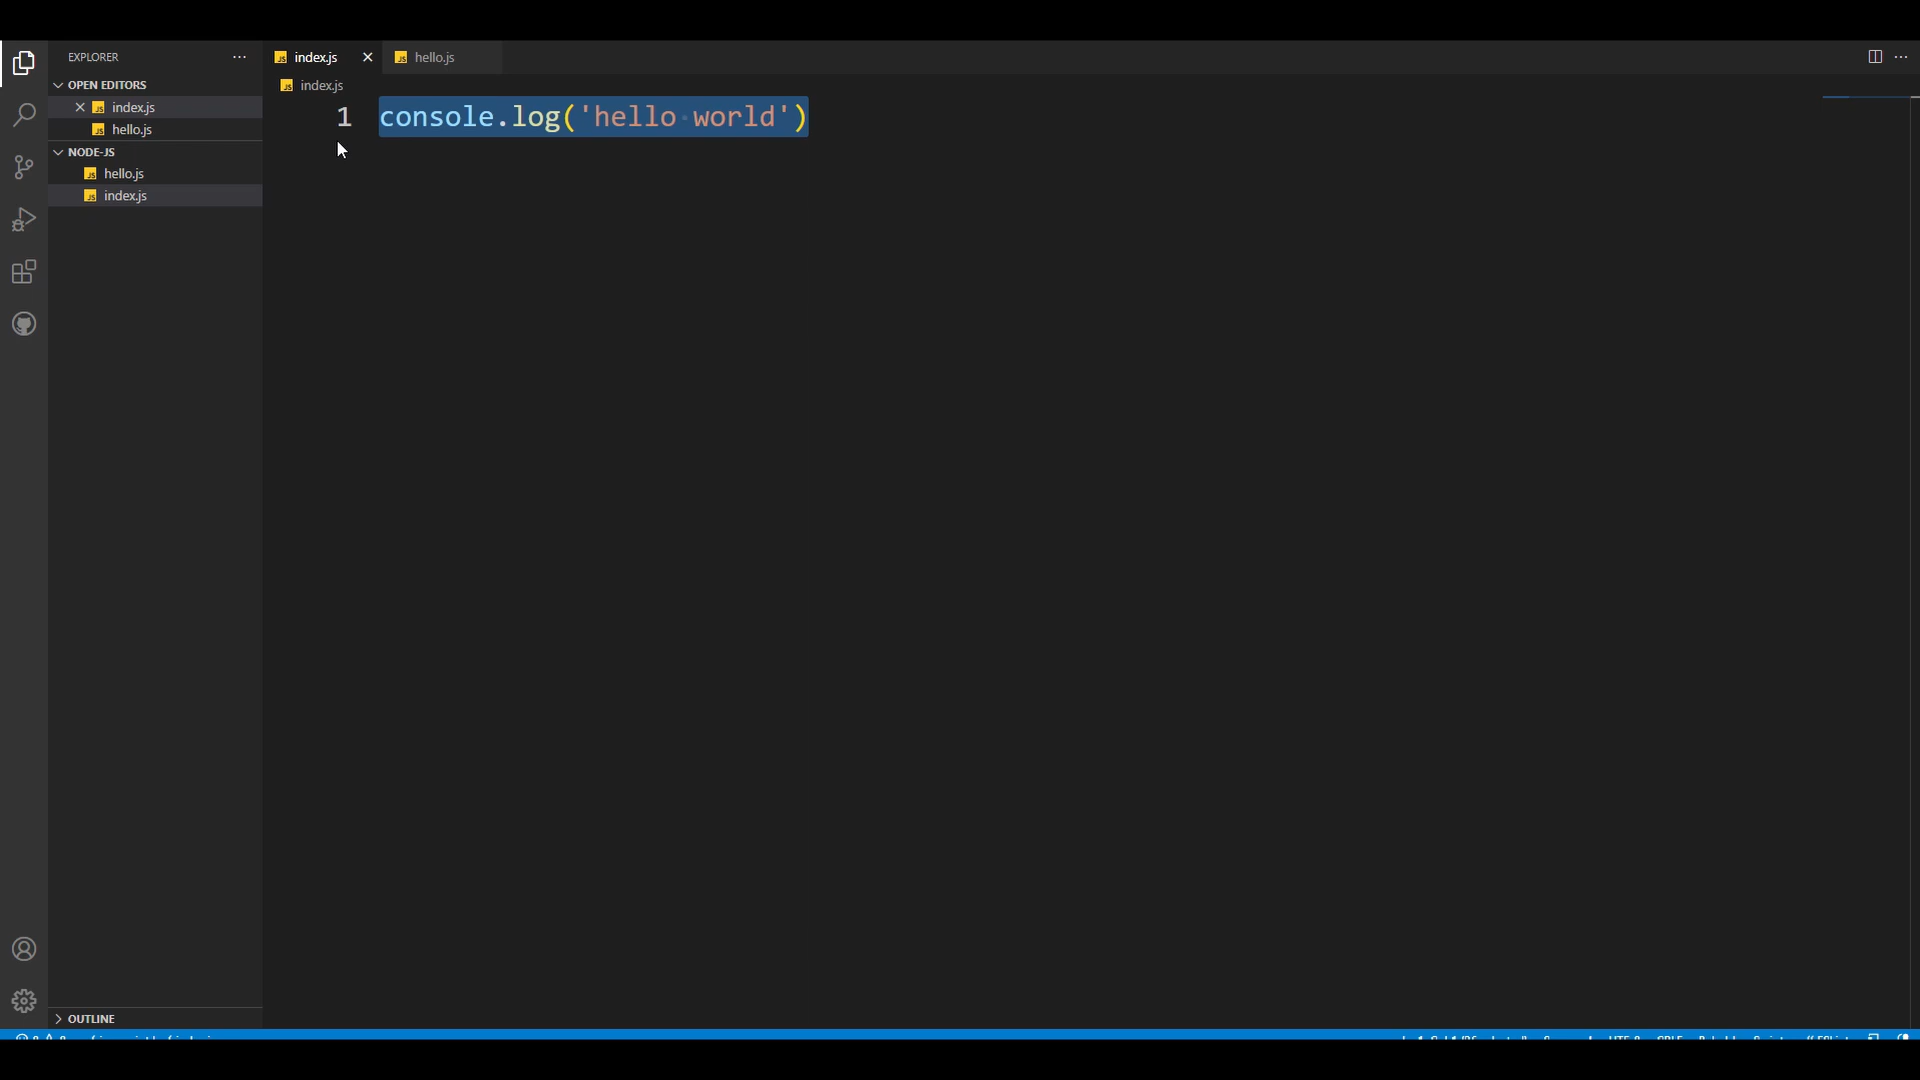 EXPLORER
index.js
hello.js
OPEN EDITORS
index.js
index.js
hello.js
NODE-JS
hello.js
index.js
1 console.log('hello world')
OUTLINE